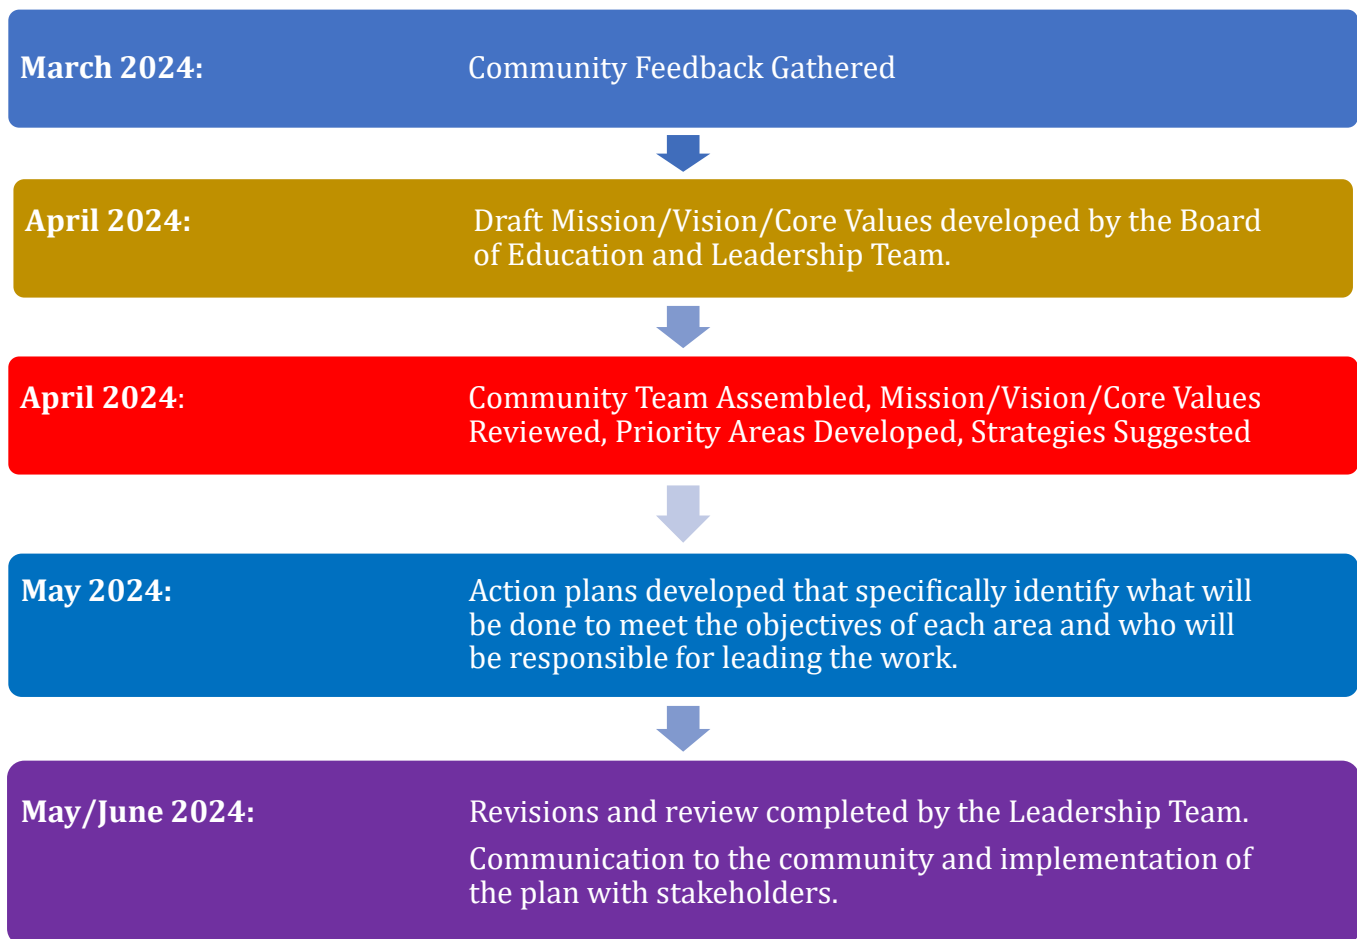 March 2024: Community Feedback Gathered
April 2024: Draft Mission/Vision/Core Values developed by the Board
of Education and Leadership Team.
April 2024: Community Team Assembled, Mission/Vision/Core Values
Reviewed, Priority Areas Developed, Strategies Suggested
May 2024: Action plans developed that specifically identify what will
be done to meet the objectives of each area and who will
be responsible for leading the work.
May/June 2024: Revisions and review completed by the Leadership Team.
Communication to the community and implementation of
the plan with stakeholders.